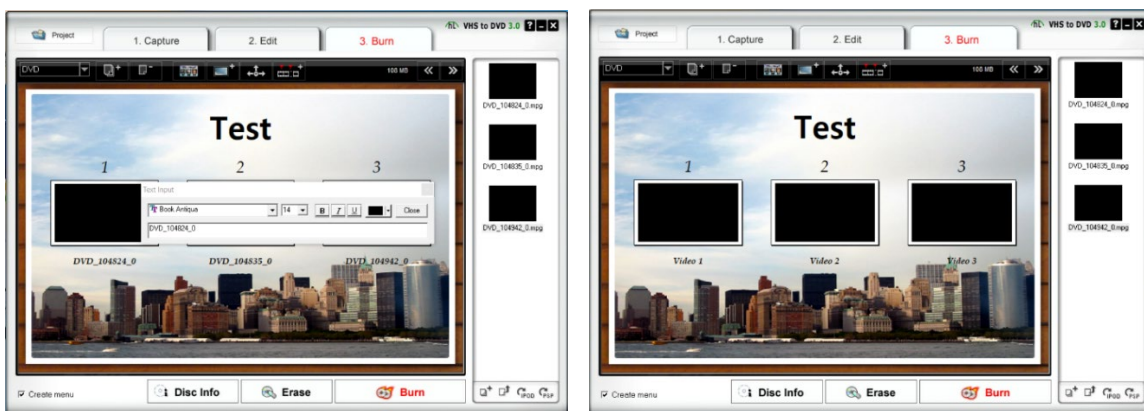 VHS to DVD 3.0
Project
1. Capture
2. Edit
3. Burn
DVD
100 MB
Test
1
2
3
Text Input
Book Antiqua
14
B
I
U
Close
DVD_104824_0
DVD_104824_0
DVD_104835_0
DVD_104942_0
DVD_104824_0.mpg
DVD_104835_0.mpg
DVD_104942_0.mpg
Create menu
Disc Info
Erase
Burn
iPOD
PSP
VHS to DVD 3.0
Project
1. Capture
2. Edit
3. Burn
DVD
100 MB
Test
1
2
3
Video 1
Video 2
Video 3
DVD_104824_0.mpg
DVD_104835_0.mpg
DVD_104942_0.mpg
Create menu
Disc Info
Erase
Burn
iPOD
PSP